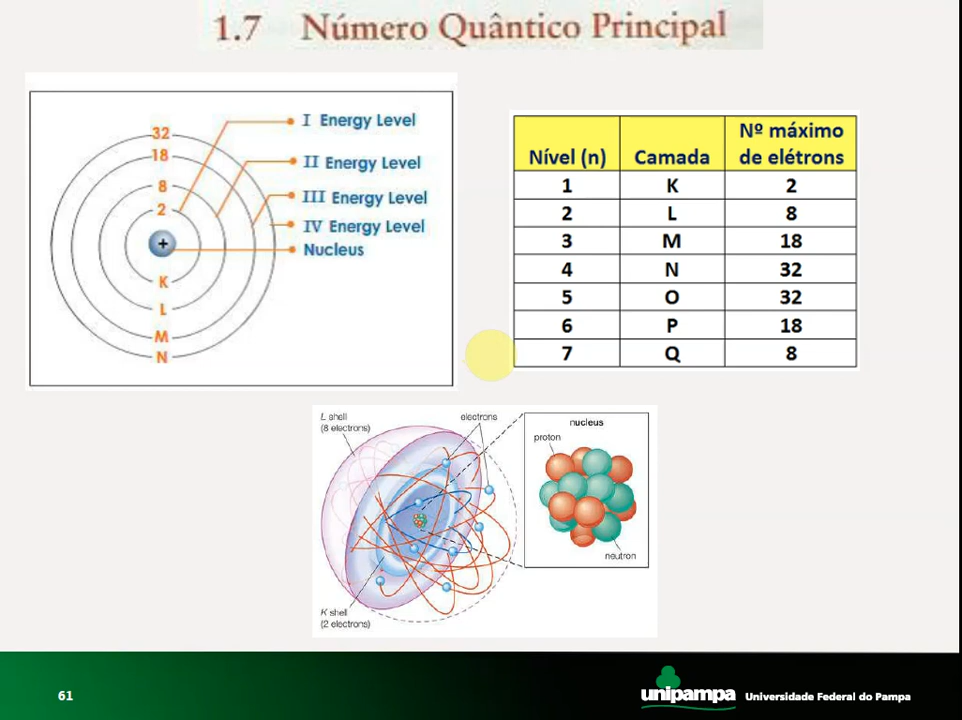 1.7 Número Quântico Principal
32
18
8
2
+
K
L
M
N
I Energy Level
II Energy Level
III Energy Level
IV Energy Level
Nucleus
Nível (n) Camada Nº máximo de elétrons
1 K 2
2 L 8
3 M 18
4 N 32
5 O 32
6 P 18
7 Q 8
L shell
(8 electrons)
electrons
K shell
(2 electrons)
nucleus
proton
neutron
61
unipampa Universidade Federal do Pampa